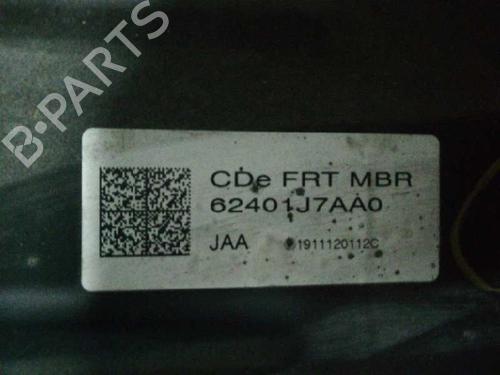 B-PARTS
CDe FRT MBR
62401J7AA0
JAA 1911120112C